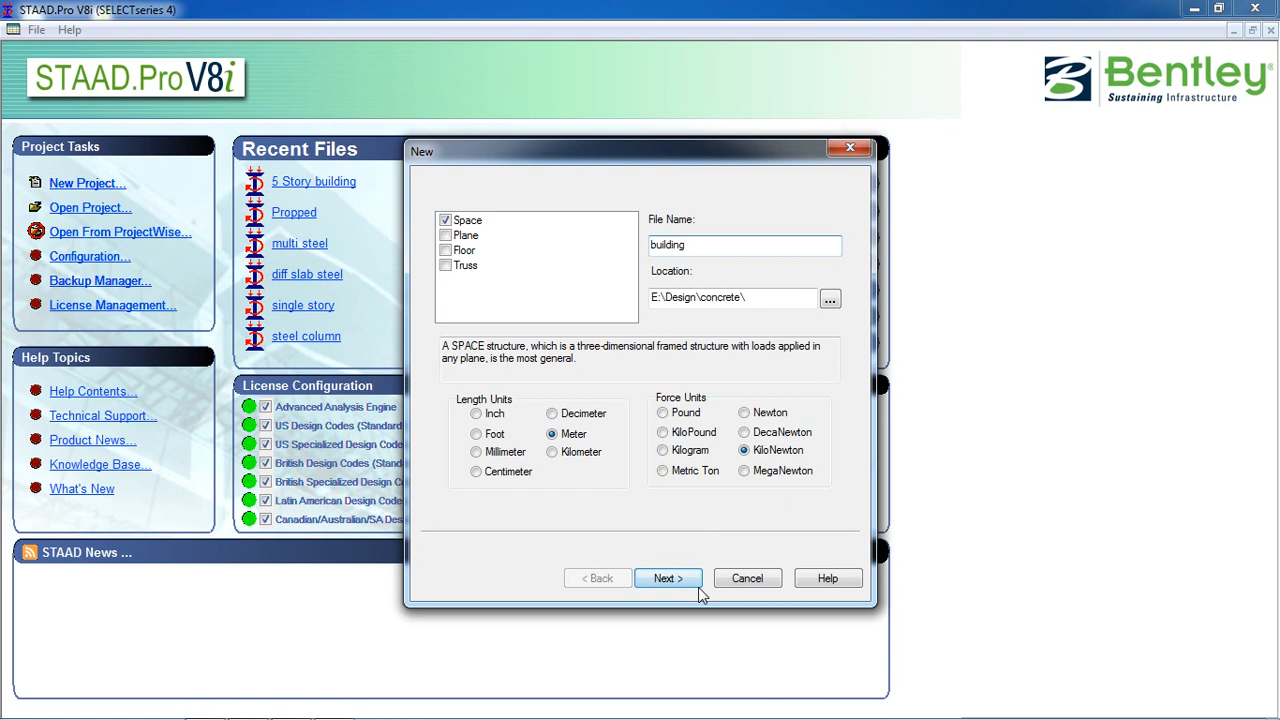 STAAD.Pro V8i (SELECTseries 4)
File Help
STAAD.Pro V8i
Bentley®
Sustaining Infrastructure
Project Tasks
New Project...
Open Project...
Open From ProjectWise...
Configuration...
Backup Manager...
License Management...
Help Topics
Help Contents...
Technical Support...
Product News...
Knowledge Base...
What's New
Recent Files
5 Story building
Propped
multi steel
diff slab steel
single story
steel column
License Configuration
Advanced Analysis Engine
US Design Codes (Standard
US Specialized Design Code
British Design Codes (Stand
British Specialized Design C
Latin American Design Code
Canadian/Australian/SA Des
STAAD News ...
New
Space
Plane
Floor
Truss
File Name:
building
Location:
E:\Design\concrete\
...
A SPACE structure, which is a three-dimensional framed structure with loads applied in
any plane, is the most general.
Length Units
Inch Decimeter
Foot Meter
Millimeter Kilometer
Centimeter
Force Units
Pound Newton
KiloPound DecaNewton
Kilogram KiloNewton
Metric Ton MegaNewton
< Back Next > Cancel Help